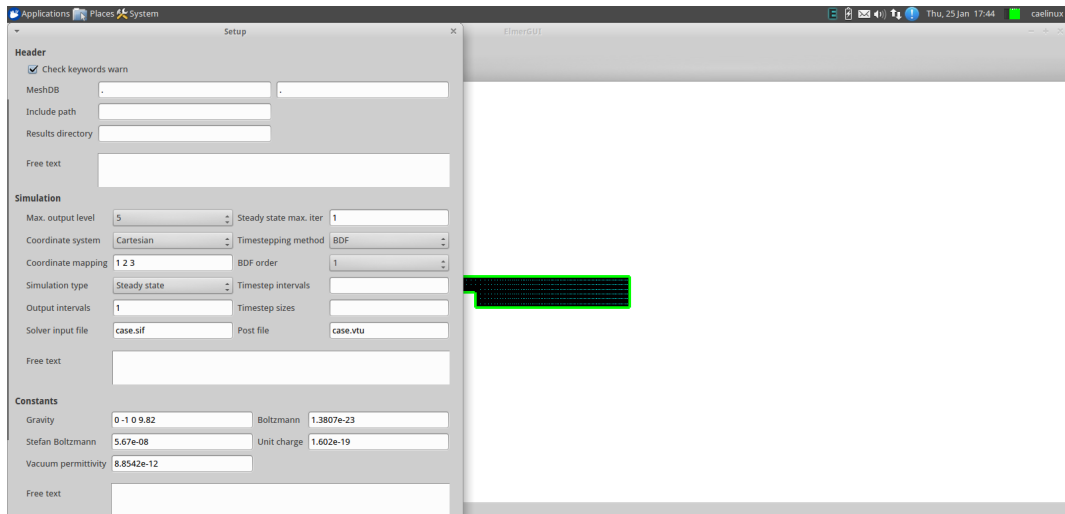 Applications Places System Thu, 25 Jan 17:44 caelinux
Setup
ElmerGUI
Header
Check keywords warn
MeshDB . .
Include path
Results directory
Free text
Simulation
Max. output level 5 Steady state max. iter 1
Coordinate system Cartesian Timestepping method BDF
Coordinate mapping 1 2 3 BDF order 1
Simulation type Steady state Timestep intervals
Output intervals 1 Timestep sizes
Solver input file case.sif Post file case.vtu
Free text
Constants
Gravity 0 -1 0 9.82 Boltzmann 1.3807e-23
Stefan Boltzmann 5.67e-08 Unit charge 1.602e-19
Vacuum permittivity 8.8542e-12
Free text